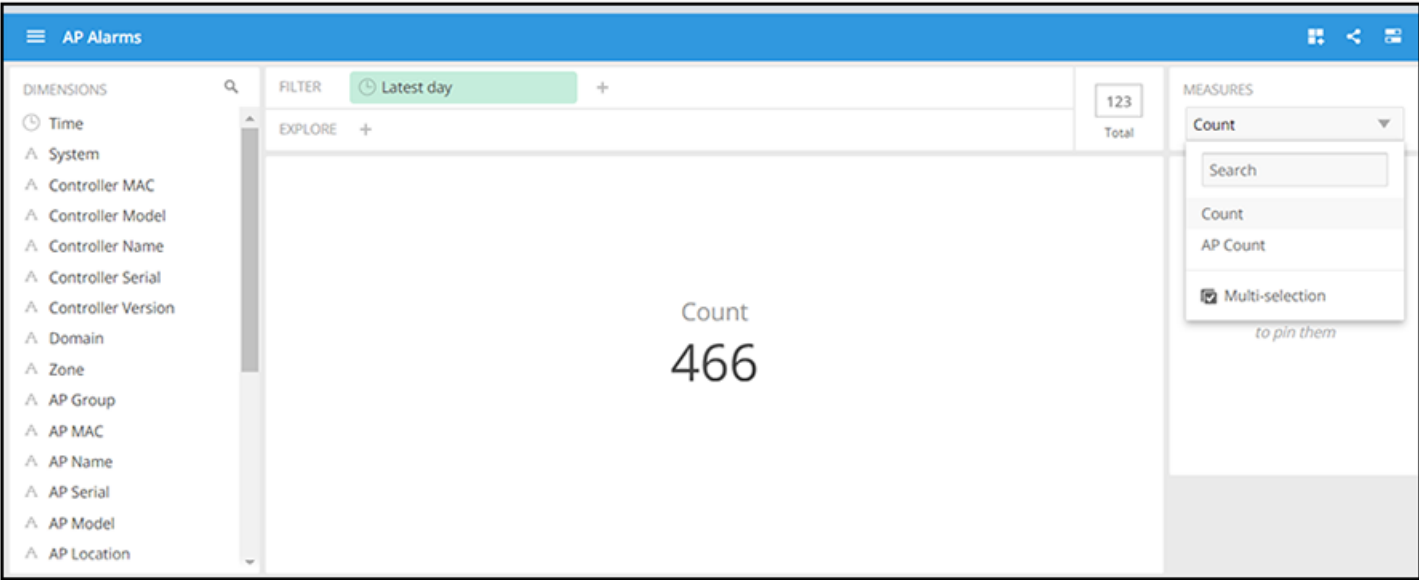 AP Alarms
DIMENSIONS
Time
System
Controller MAC
Controller Model
Controller Name
Controller Serial
Controller Version
Domain
Zone
AP Group
AP MAC
AP Name
AP Serial
AP Model
AP Location
FILTER Latest day +
EXPLORE +
123
Total
Count
466
MEASURES
Count
Search
Count
AP Count
Multi-selection
to pin them